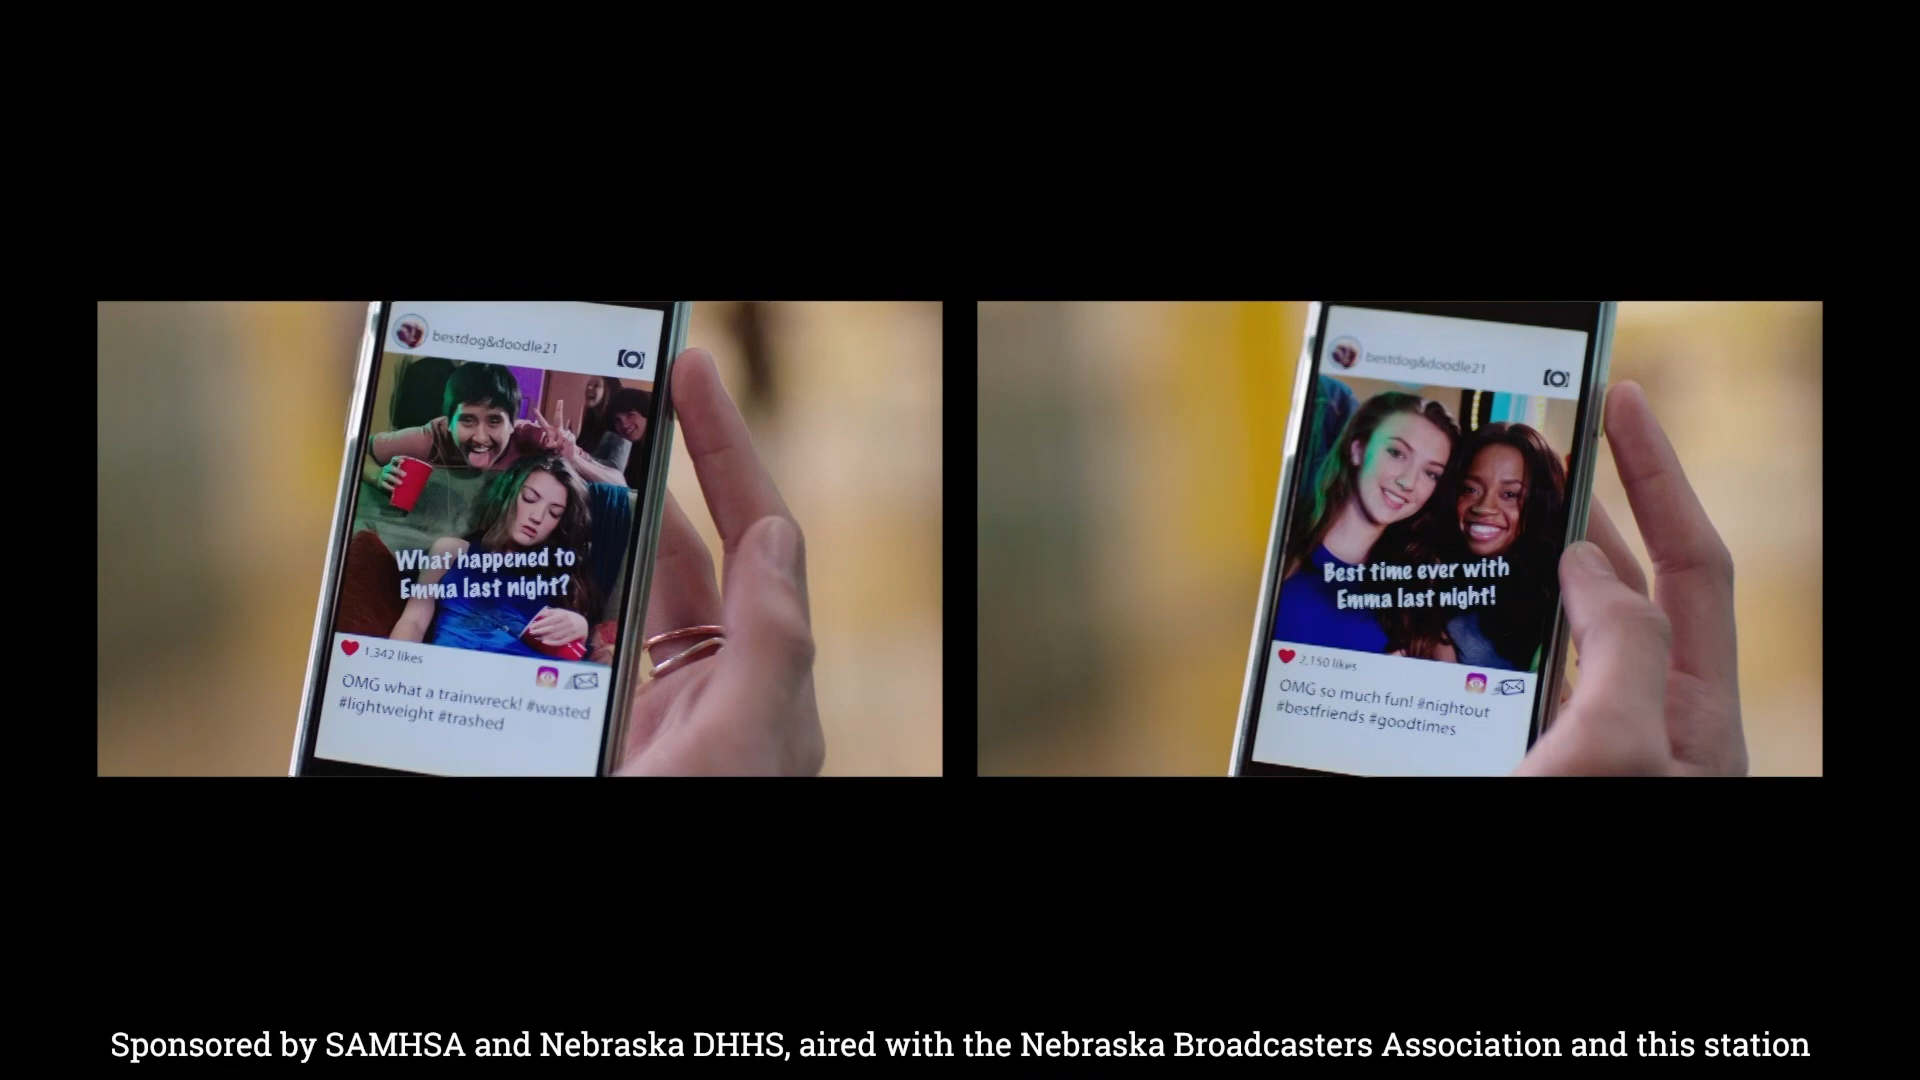 bestdog&doodle21
What happened to
Emma last night?
1,342 likes
OMG what a trainwreck! #wasted
#lightweight #trashed
bestdog&doodle21
Best time ever with
Emma last night!
2,150 likes
OMG so much fun! #nightout
#bestfriends #goodtimes
Sponsored by SAMHSA and Nebraska DHHS, aired with the Nebraska Broadcasters Association and this station